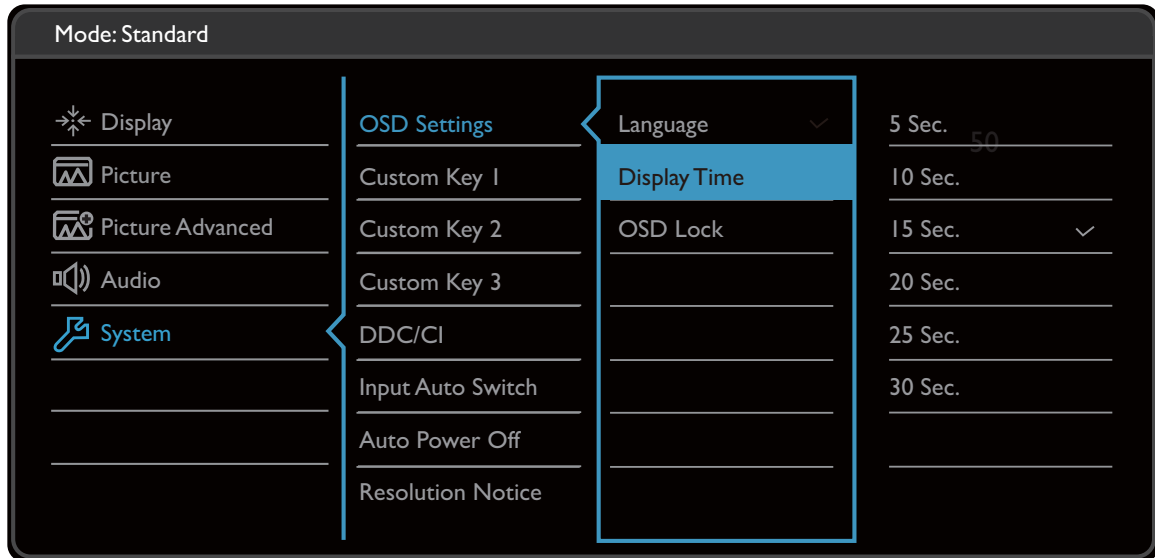 Mode: Standard
Display
Picture
Picture Advanced
Audio
System
OSD Settings
Custom Key 1
Custom Key 2
Custom Key 3
DDC/CI
Input Auto Switch
Auto Power Off
Resolution Notice
Language
Display Time
OSD Lock
5 Sec.
50
10 Sec.
15 Sec.
20 Sec.
25 Sec.
30 Sec.